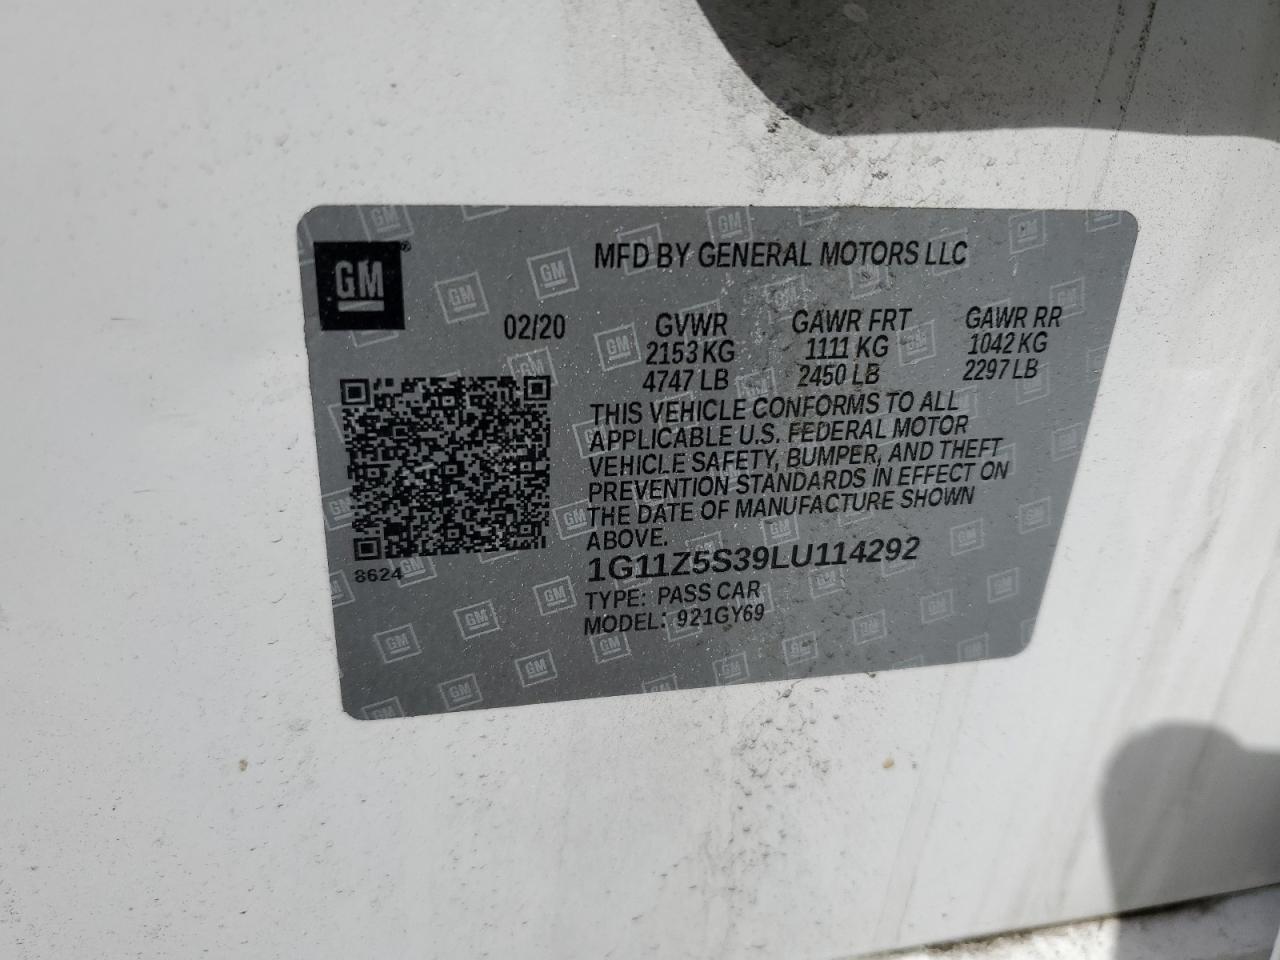 GM
MFD BY GENERAL MOTORS LLC
02/20 GVWR GAWR FRT GAWR RR
2153 KG 1111 KG 1042 KG
4747 LB 2450 LB 2297 LB
THIS VEHICLE CONFORMS TO ALL
APPLICABLE U.S. FEDERAL MOTOR
VEHICLE SAFETY, BUMPER, AND THEFT
PREVENTION STANDARDS IN EFFECT ON
THE DATE OF MANUFACTURE SHOWN
ABOVE.
8624
1G11Z5S39LU114292
TYPE: PASS CAR
MODEL: 921GY69